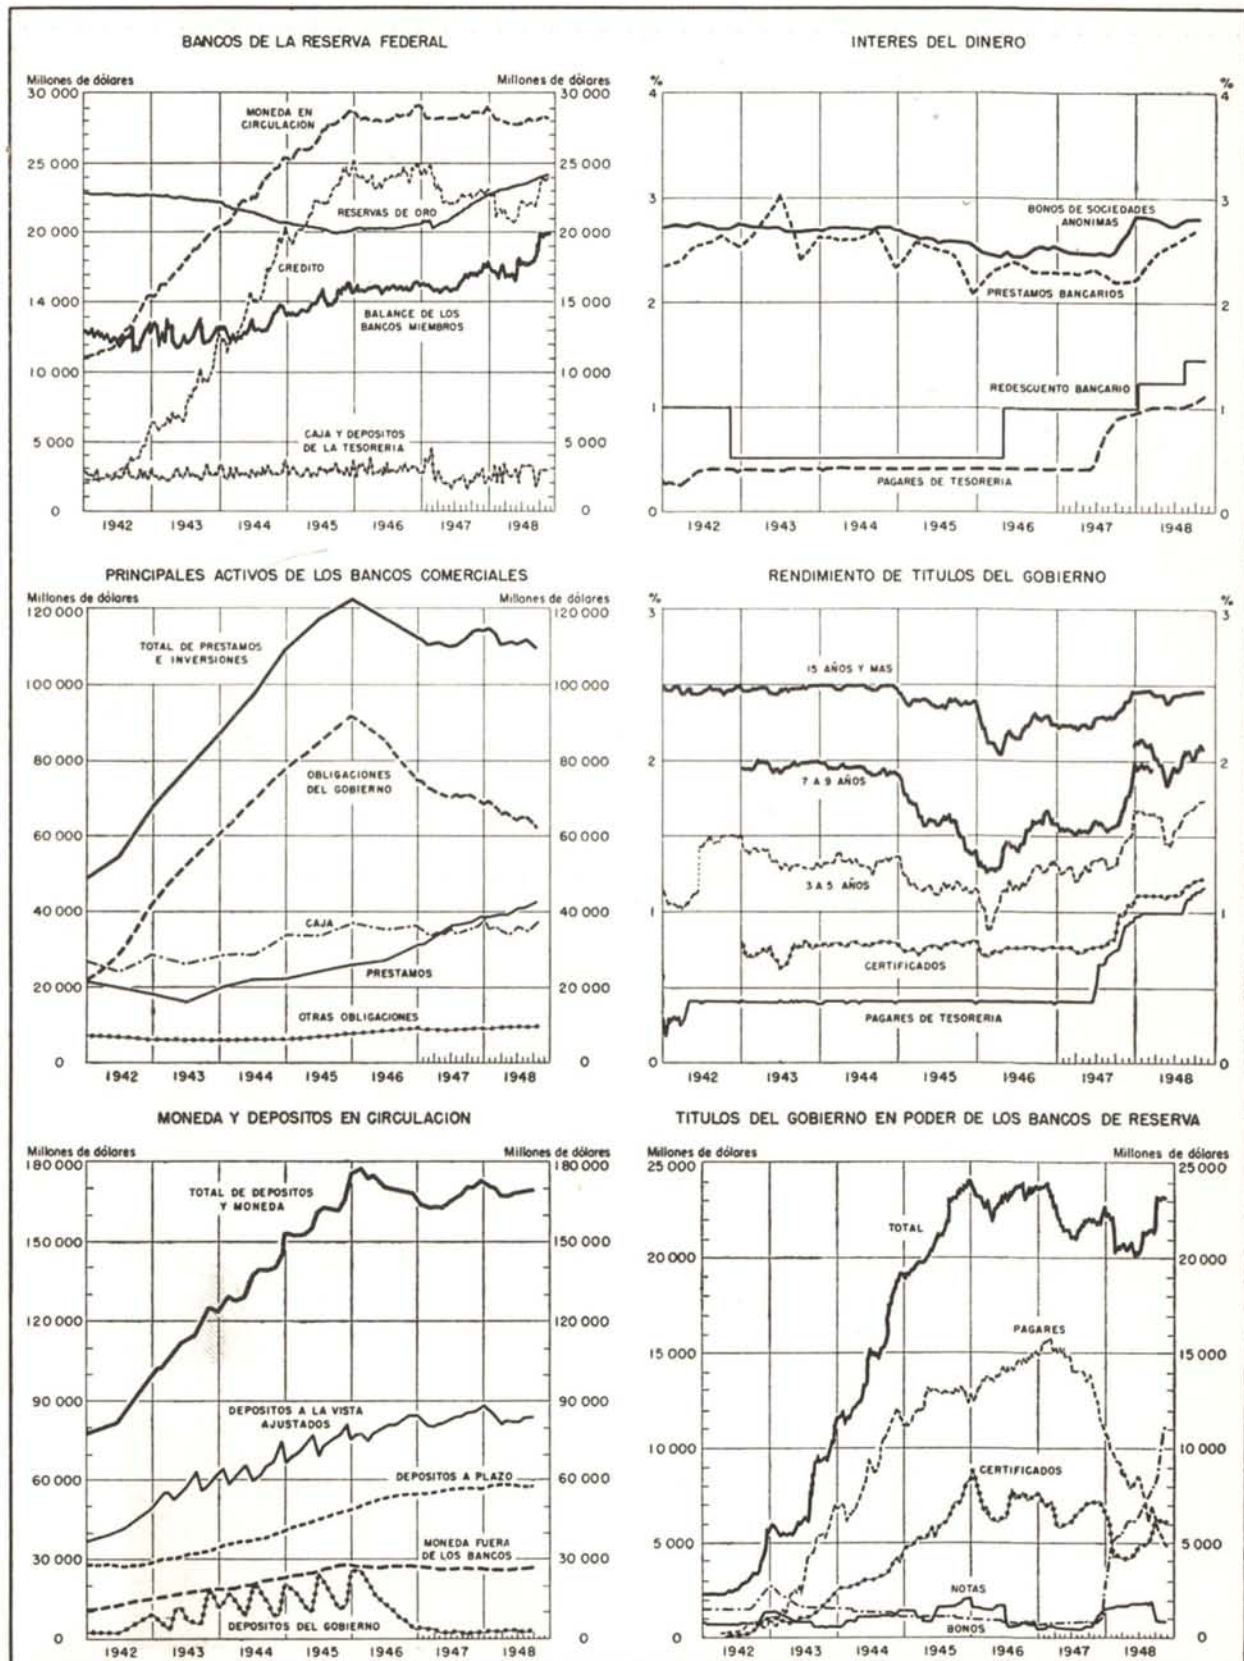 BANCOS DE LA RESERVA FEDERAL
Millones de dólares
Millones de dólares
30 000
25 000
20 000
14 000
10 000
5 000
0
MONEDA EN
CIRCULACION
RESERVAS DE ORO
CREDITO
BALANCE DE LOS
BANCOS MIEMBROS
CAJA Y DEPOSITOS
DE LA TESORERIA
30 000
25 000
20 000
15 000
10 000
5 000
0
1942 1943 1944 1945 1946 1947 1948
INTERES DEL DINERO
%
%
4
3
2
1
0
BONOS DE SOCIEDADES
ANONIMAS
PRESTAMOS BANCARIOS
REDESCUENTO BANCARIO
PAGARES DE TESORERIA
4
3
2
1
0
1942 1943 1944 1945 1946 1947 1948
PRINCIPALES ACTIVOS DE LOS BANCOS COMERCIALES
Millones de dólares
Millones de dólares
120 000
100 000
80 000
60 000
40 000
20 000
0
TOTAL DE PRESTAMOS
E INVERSIONES
OBLIGACIONES
DEL GOBIERNO
CAJA
PRESTAMOS
OTRAS OBLIGACIONES
120 000
100 000
80 000
60 000
40 000
20 000
0
1942 1943 1944 1945 1946 1947 1948
RENDIMIENTO DE TITULOS DEL GOBIERNO
%
%
3
2
1
0
15 AÑOS Y MAS
7 A 9 AÑOS
3 A 5 AÑOS
CERTIFICADOS
PAGARES DE TESORERIA
3
2
1
0
1942 1943 1944 1945 1946 1947 1948
MONEDA Y DEPOSITOS EN CIRCULACION
Millones de dólares
Millones de dólares
180 000
150 000
120 000
90 000
60 000
30 000
0
TOTAL DE DEPOSITOS
Y MONEDA
DEPOSITOS A LA VISTA
AJUSTADOS
DEPOSITOS A PLAZO
MONEDA FUERA
DE LOS BANCOS
DEPOSITOS DEL GOBIERNO
180 000
150 000
120 000
90 000
60 000
30 000
0
1942 1943 1944 1945 1946 1947 1948
TITULOS DEL GOBIERNO EN PODER DE LOS BANCOS DE RESERVA
Millones de dólares
Millones de dólares
25 000
20 000
15 000
10 000
5 000
0
TOTAL
PAGARES
CERTIFICADOS
NOTAS
BONOS
25 000
20 000
15 000
10 000
5 000
0
1942 1943 1944 1945 1946 1947 1948